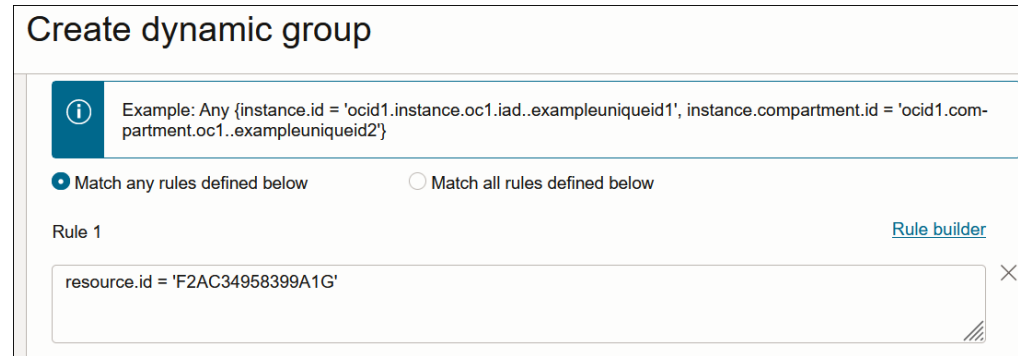 Create dynamic group
Example: Any {instance.id = 'ocid1.instance.oc1.iad..exampleuniqueid1', instance.compartment.id = 'ocid1.com-
partment.oc1..exampleuniqueid2'}
Match any rules defined below Match all rules defined below
Rule 1 Rule builder
resource.id = 'F2AC34958399A1G'